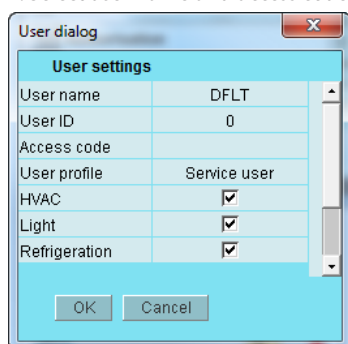 User dialog
User settings
User name DFLT
User ID 0
Access code
User profile Service user
HVAC
Light
Refrigeration
OK Cancel